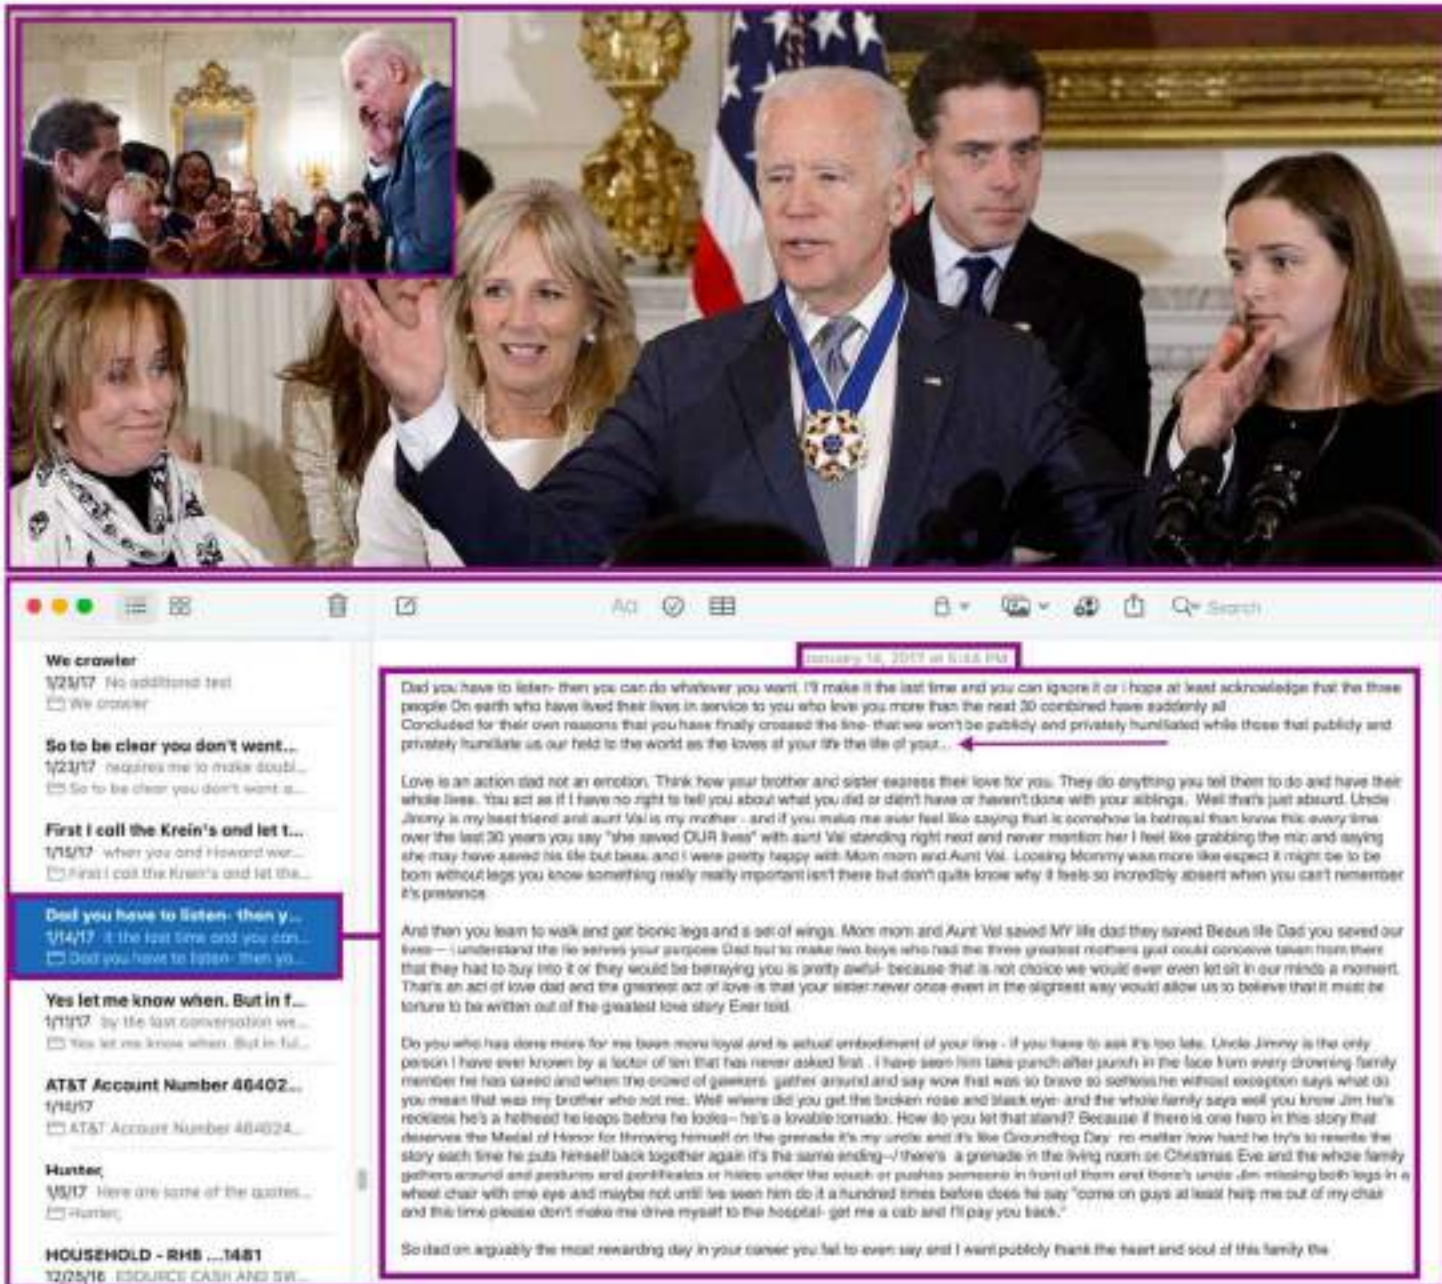 Search
We crawler
1/23/17 No additional text
We crawler
So to be clear you don't want...
1/23/17 requires me to make doubl...
So to be clear you don't want a...
First I call the Krein's and let t...
1/15/17 when you and Howard wer...
First I call the Krein's and let the...
Dad you have to listen- then y...
1/14/17 it the last time and you can...
Dad you have to listen- then yo...
Yes let me know when. But in f...
1/11/17 by the last conversation we...
Yes let me know when. But in ful...
AT&T Account Number 46402...
1/10/17
AT&T Account Number 464024...
Hunter,
1/5/17 Here are some of the quotes...
Hunter,
HOUSEHOLD - RHB ....1481
12/25/16 ESOURCE CASH AND SW...
January 14, 2017 at 5:44 PM
Dad you have to listen- then you can do whatever you want. I'll make it the last time and you can ignore it or i hope at least acknowledge that the three
people On earth who have lived their lives in service to you who love you more than the next 30 combined have suddenly all
Concluded for their own reasons that you have finally crossed the line- that we won't be publicly and privately humiliated while those that publicly and
privately humiliate us our held to the world as the loves of your life the life of your...
Love is an action dad not an emotion. Think how your brother and sister express their love for you. They do anything you tell them to do and have their
whole lives. You act as if I have no right to tell you about what you did or didn't have or haven't done with your siblings. Well that's just absurd. Uncle
Jimmy is my best friend and aunt Val is my mother - and if you make me ever feel like saying that is somehow la betrayal than know this every time
over the last 30 years you say "she saved OUR lives" with aunt Val standing right next and never mention her I feel like grabbing the mic and saying
she may have saved his life but beau and I were pretty happy with Mom mom and Aunt Val. Loosing Mommy was more like expect it might be to be
born without legs you know something really really important isn't there but don't quite know why it feels so incredibly absent when you can't remember
it's presence
And then you learn to walk and get bionic legs and a set of wings. Mom mom and Aunt Val saved MY life dad they saved Beaus life Dad you saved our
lives— i understand the lie serves your purpose Dad but to make two boys who had the three greatest mothers god could conceive taken from them
that they had to buy into it or they would be betraying you is pretty awful- because that is not choice we would ever even let sit in our minds a moment.
That's an act of love dad and the greatest act of love is that your sister never once even in the slightest way would allow us to believe that it must be
torture to be written out of the greatest love story Ever told.
Do you who has done more for me been more loyal and is actual embodiment of your line - if you have to ask it's too late. Uncle Jimmy is the only
person I have ever known by a factor of ten that has never asked first . I have seen him take punch after punch in the face from every drowning family
member he has saved and when the crowd of gawkers gather around and say wow that was so brave so selfless he without exception says what do
you mean that was my brother who not me. Well where did you get the broken nose and black eye- and the whole family says well you know Jim he's
reckless he's a hothead he leaps before he looks-- he's a lovable tornado. How do you let that stand? Because if there is one hero in this story that
deserves the Medal of Honor for throwing himself on the grenade it's my uncle and it's like Groundhog Day no matter how hard he try's to rewrite the
story each time he puts himself back together again it's the same ending--/ there's a grenade in the living room on Christmas Eve and the whole family
gathers around and postures and pontificates or hides under the couch or pushes someone in front of them and there's uncle Jim missing both legs in a
wheel chair with one eye and maybe not until Ive seen him do it a hundred times before does he say "come on guys at least help me out of my chair
and this time please don't make me drive myself to the hospital- get me a cab and I'll pay you back."
So dad on arguably the most rewarding day in your career you fail to even say and I want publicly thank the heart and soul of this family the